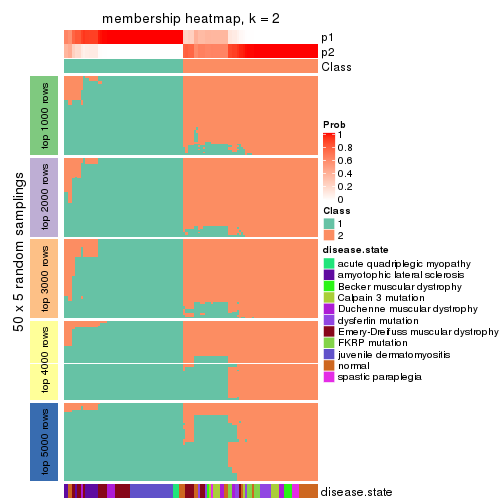 membership heatmap, k = 2
p1
p2
Class
50 x 5 random samplings
top 1000 rows
top 2000 rows
top 3000 rows
top 4000 rows
top 5000 rows
Prob
1
0.8
0.6
0.4
0.2
0
Class
1
2
disease.state
acute quadriplegic myopathy
amyotophic lateral sclerosis
Becker muscular dystrophy
Calpain 3 mutation
Duchenne muscular dystrophy
dysferlin mutation
Emery-Dreifuss muscular dystrophy
FKRP mutation
juvenile dermatomyositis
normal
spastic paraplegia
disease.state